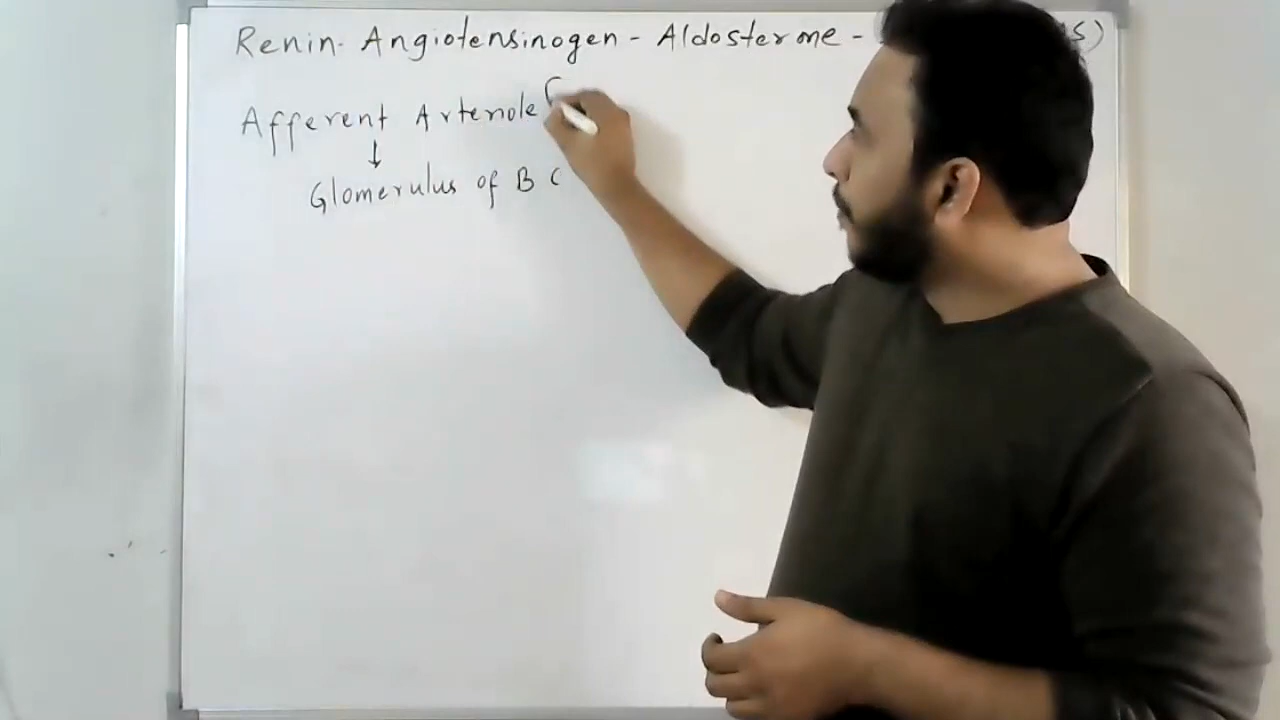 Renin- Angiotensinogen - Aldosterone - S)
Afferent Arteriole (
↓
Glomerulus of B C